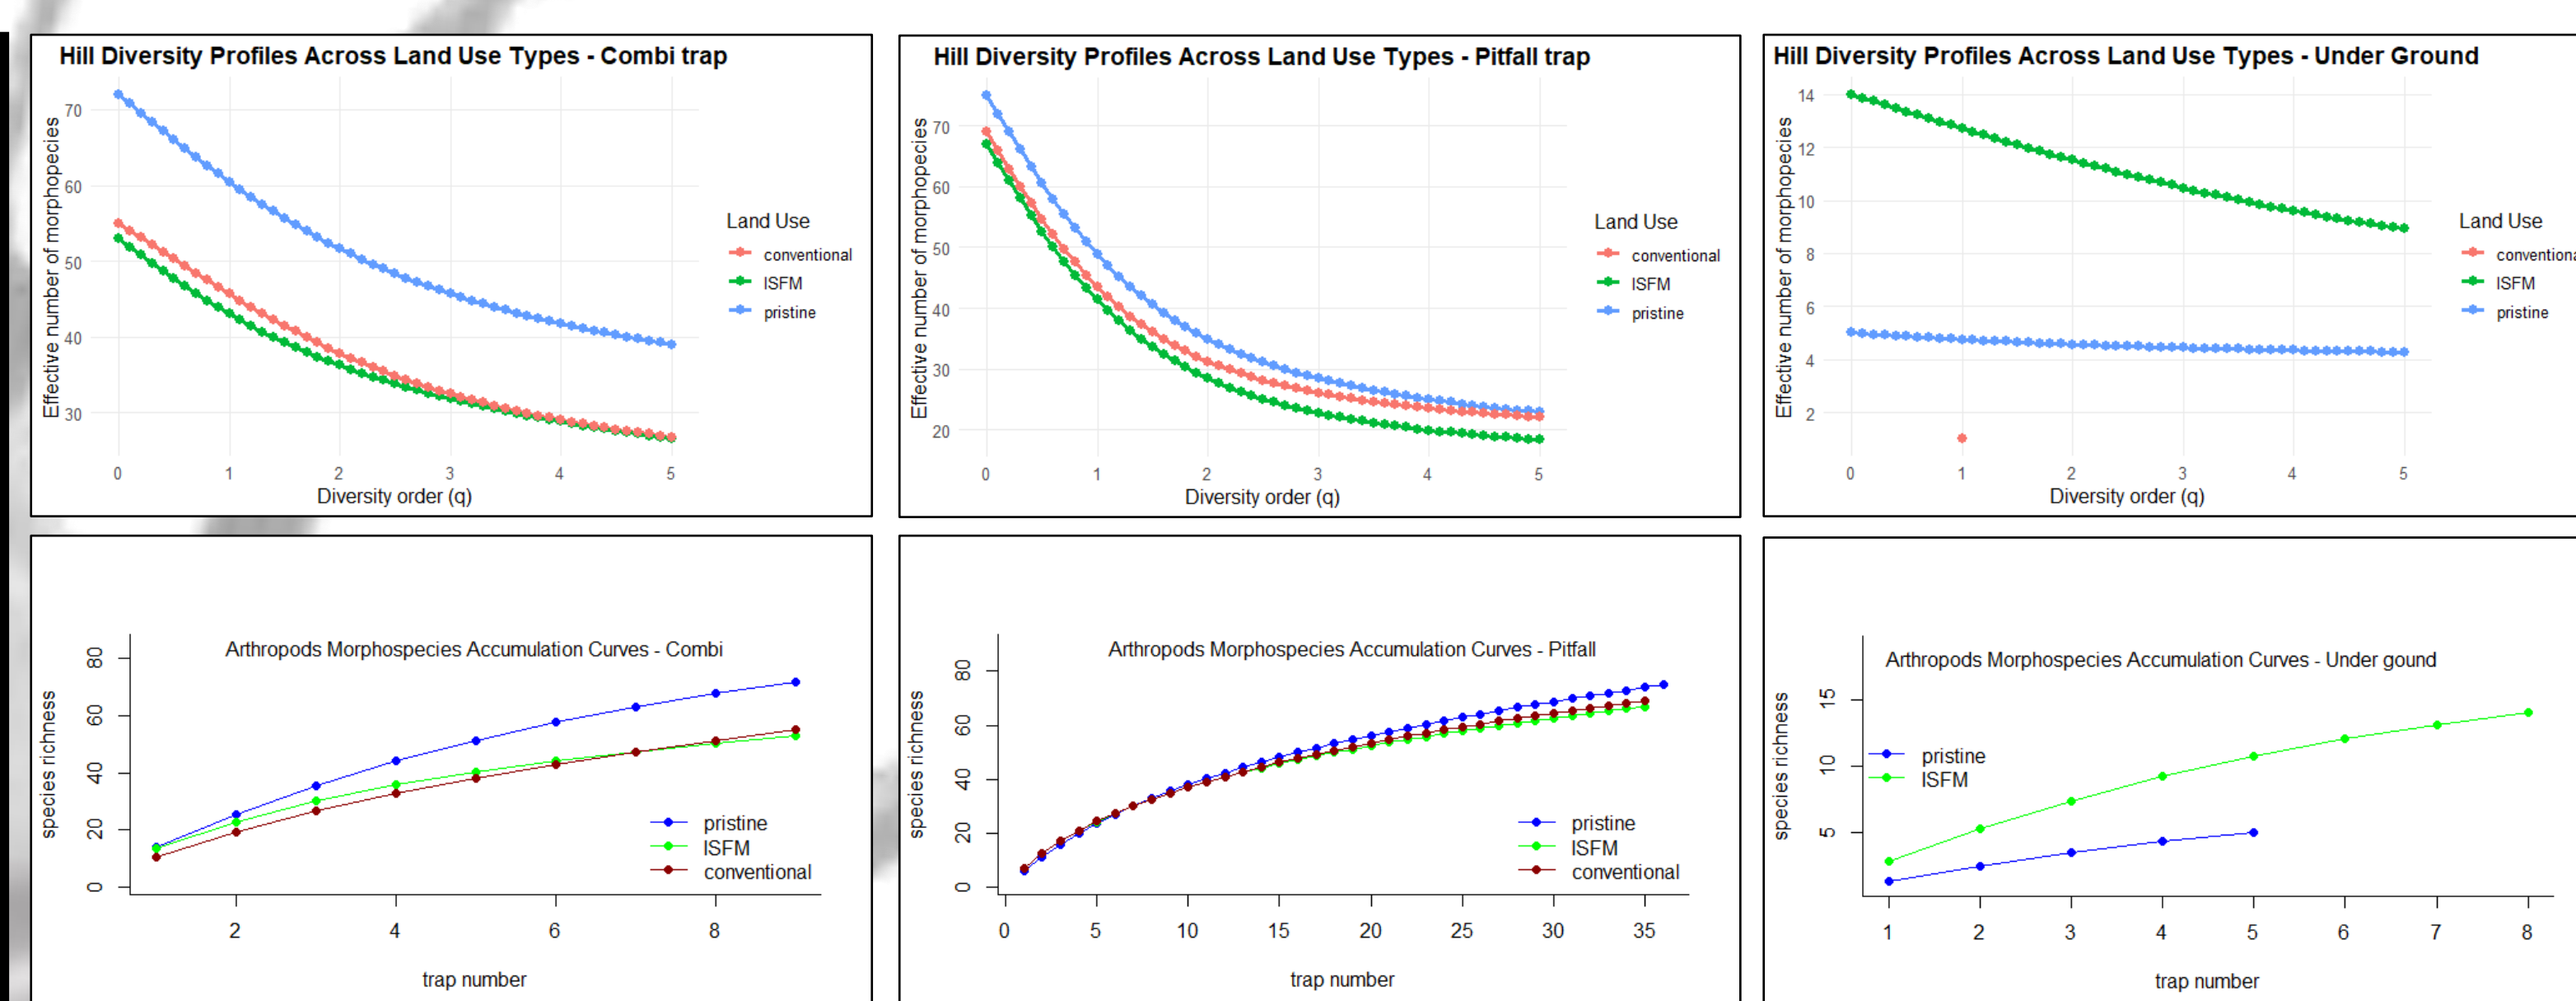 Hill Diversity Profiles Across Land Use Types - Combi trap
Effective number of morphopecies
70
60
50
40
30
0 1 2 3 4 5
Diversity order (q)
Land Use
conventional
ISFM
pristine
Hill Diversity Profiles Across Land Use Types - Pitfall trap
Effective number of morphopecies
70
60
50
40
30
20
0 1 2 3 4 5
Diversity order (q)
Land Use
conventional
ISFM
pristine
Hill Diversity Profiles Across Land Use Types - Under Ground
Effective number of morphopecies
14
12
10
8
6
4
2
0 1 2 3 4 5
Diversity order (q)
Land Use
conventiona
ISFM
pristine
Arthropods Morphospecies Accumulation Curves - Combi
species richness
80
60
40
20
0
pristine
ISFM
conventional
2 4 6 8
trap number
Arthropods Morphospecies Accumulation Curves - Pitfall
species richness
80
60
40
20
0
pristine
ISFM
conventional
0 5 10 15 20 25 30 35
trap number
Arthropods Morphospecies Accumulation Curves - Under gound
species richness
15
10
5
pristine
ISFM
1 2 3 4 5 6 7 8
trap number